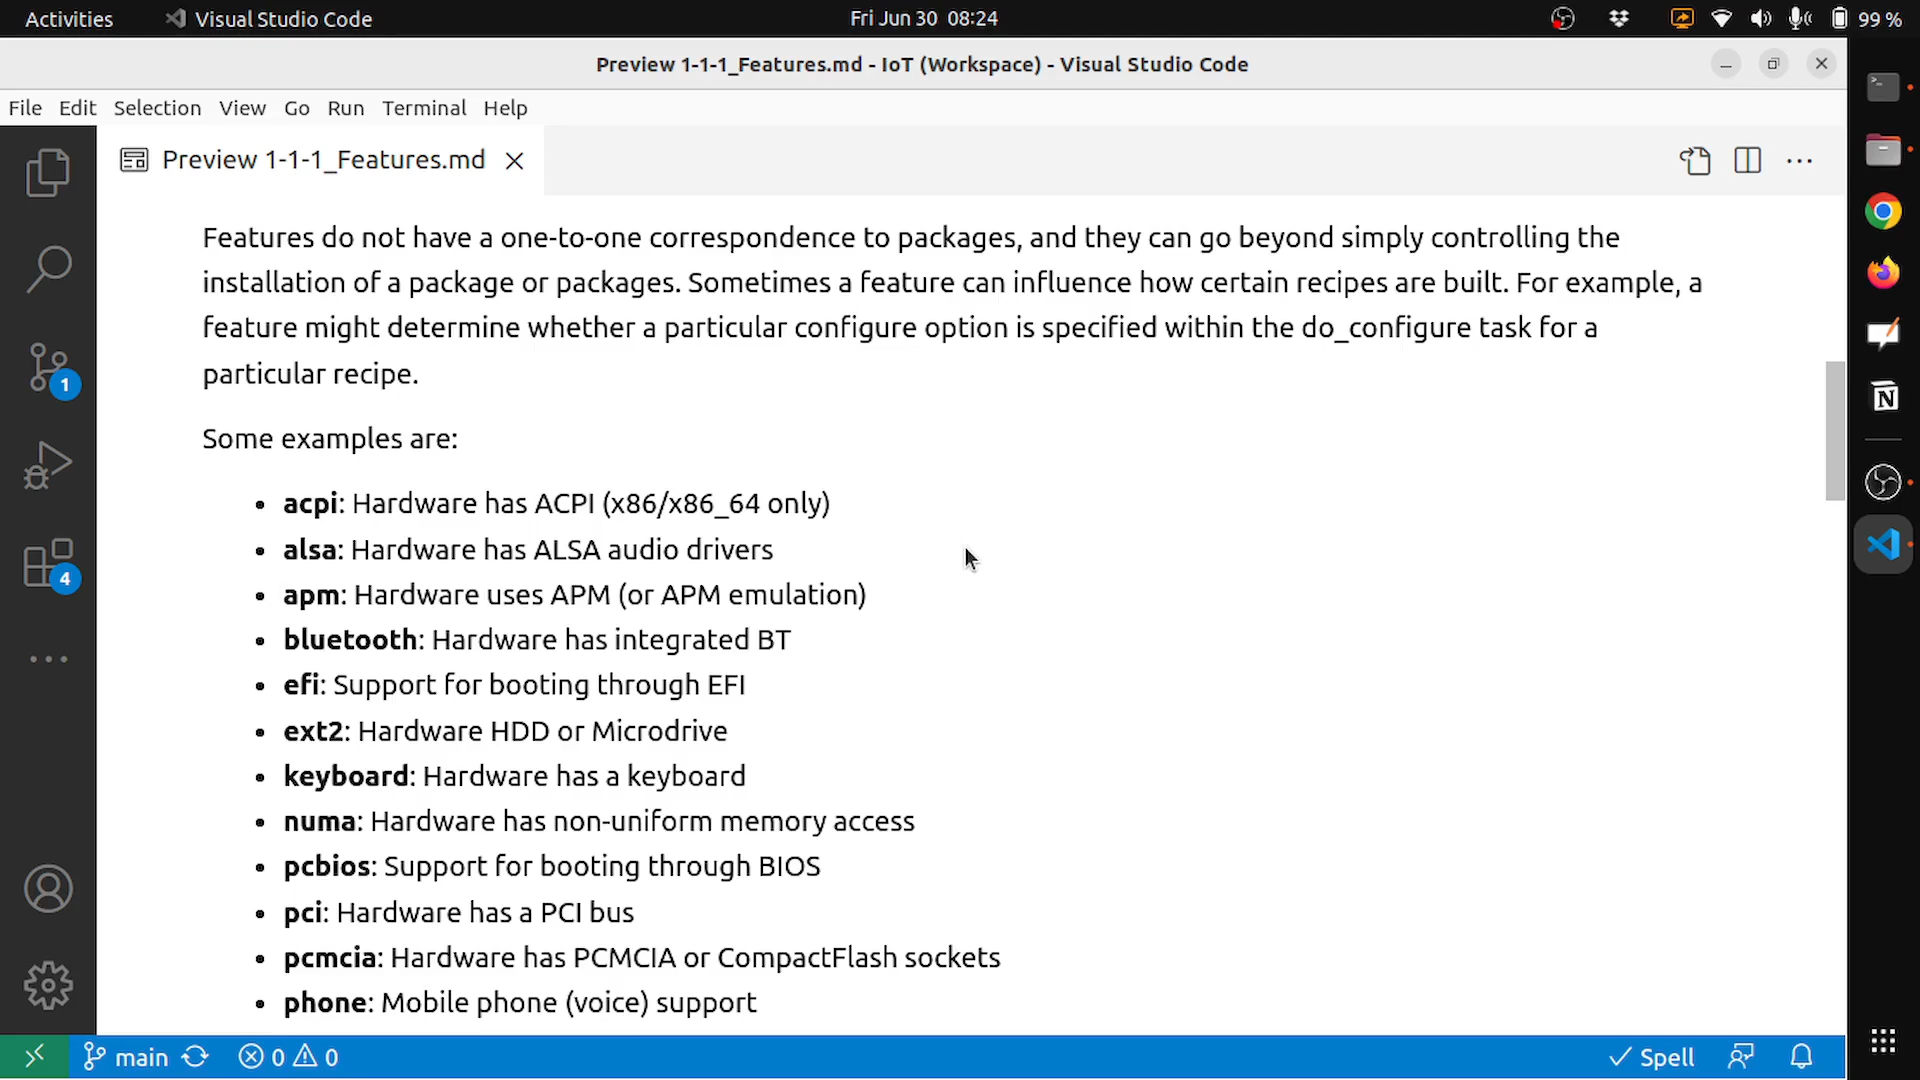 Activities
Visual Studio Code
Fri Jun 30 08:24
99 %
Preview 1-1-1_Features.md - IoT (Workspace) - Visual Studio Code
File Edit Selection View Go Run Terminal Help
Preview 1-1-1_Features.md
Features do not have a one-to-one correspondence to packages, and they can go beyond simply controlling the
installation of a package or packages. Sometimes a feature can influence how certain recipes are built. For example, a
feature might determine whether a particular configure option is specified within the do_configure task for a
particular recipe.
Some examples are:
• acpi: Hardware has ACPI (x86/x86_64 only)
• alsa: Hardware has ALSA audio drivers
• apm: Hardware uses APM (or APM emulation)
• bluetooth: Hardware has integrated BT
• efi: Support for booting through EFI
• ext2: Hardware HDD or Microdrive
• keyboard: Hardware has a keyboard
• numa: Hardware has non-uniform memory access
• pcbios: Support for booting through BIOS
• pci: Hardware has a PCI bus
• pcmcia: Hardware has PCMCIA or CompactFlash sockets
• phone: Mobile phone (voice) support
1
4
main
0
0
Spell